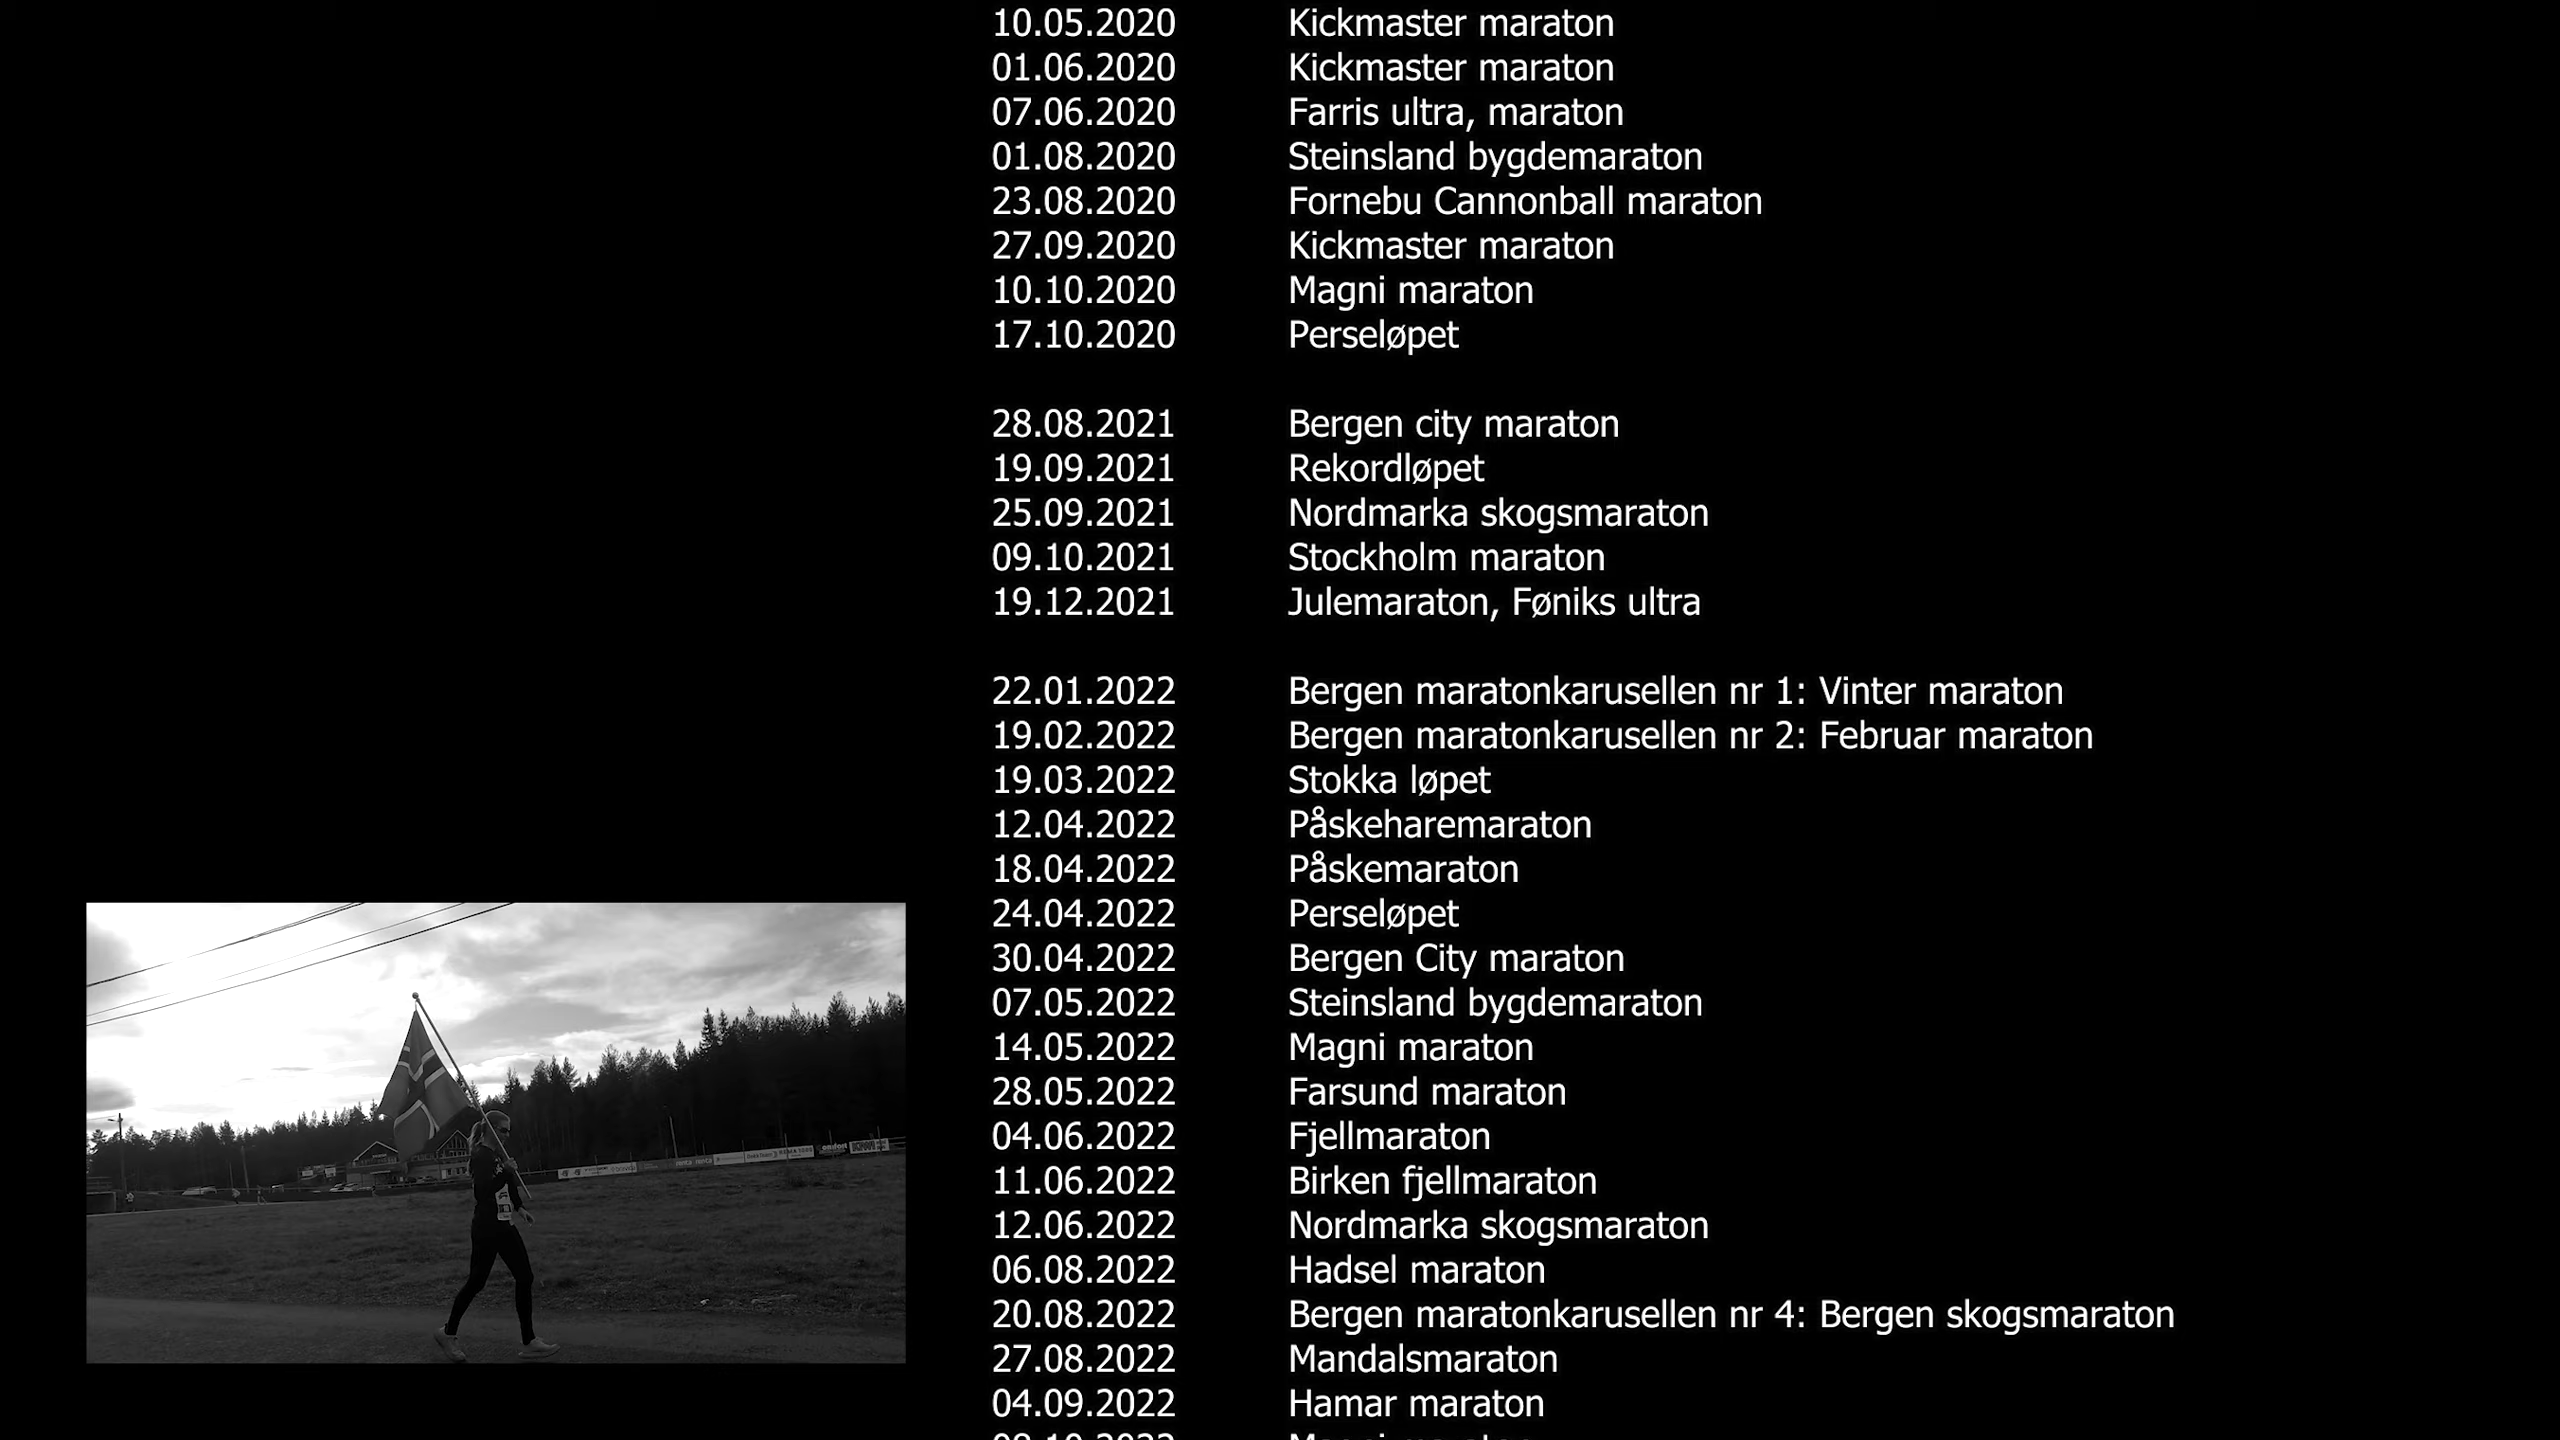 10.05.2020 Kickmaster maraton
01.06.2020 Kickmaster maraton
07.06.2020 Farris ultra, maraton
01.08.2020 Steinsland bygdemaraton
23.08.2020 Fornebu Cannonball maraton
27.09.2020 Kickmaster maraton
10.10.2020 Magni maraton
17.10.2020 Perseløpet
28.08.2021 Bergen city maraton
19.09.2021 Rekordløpet
25.09.2021 Nordmarka skogsmaraton
09.10.2021 Stockholm maraton
19.12.2021 Julemaraton, Føniks ultra
22.01.2022 Bergen maratonkarusellen nr 1: Vinter maraton
19.02.2022 Bergen maratonkarusellen nr 2: Februar maraton
19.03.2022 Stokka løpet
12.04.2022 Påskeharemaraton
18.04.2022 Påskemaraton
24.04.2022 Perseløpet
30.04.2022 Bergen City maraton
07.05.2022 Steinsland bygdemaraton
14.05.2022 Magni maraton
28.05.2022 Farsund maraton
04.06.2022 Fjellmaraton
11.06.2022 Birken fjellmaraton
12.06.2022 Nordmarka skogsmaraton
06.08.2022 Hadsel maraton
20.08.2022 Bergen maratonkarusellen nr 4: Bergen skogsmaraton
27.08.2022 Mandalsmaraton
04.09.2022 Hamar maraton